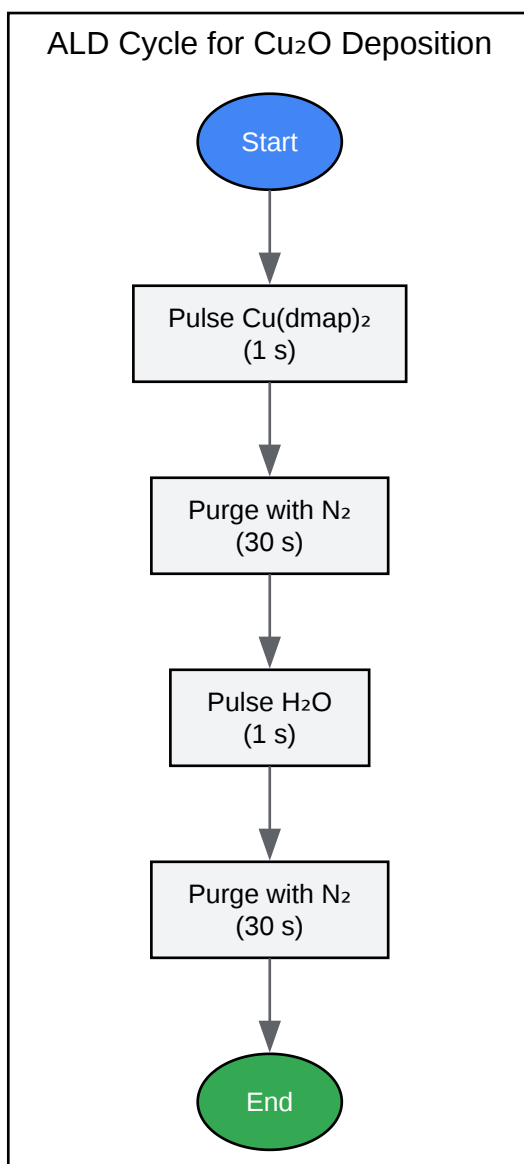 ALD Cycle for Cu₂O Deposition
Start
Pulse Cu(dmap)₂
(1 s)
Purge with N₂
(30 s)
Pulse H₂O
(1 s)
Purge with N₂
(30 s)
End